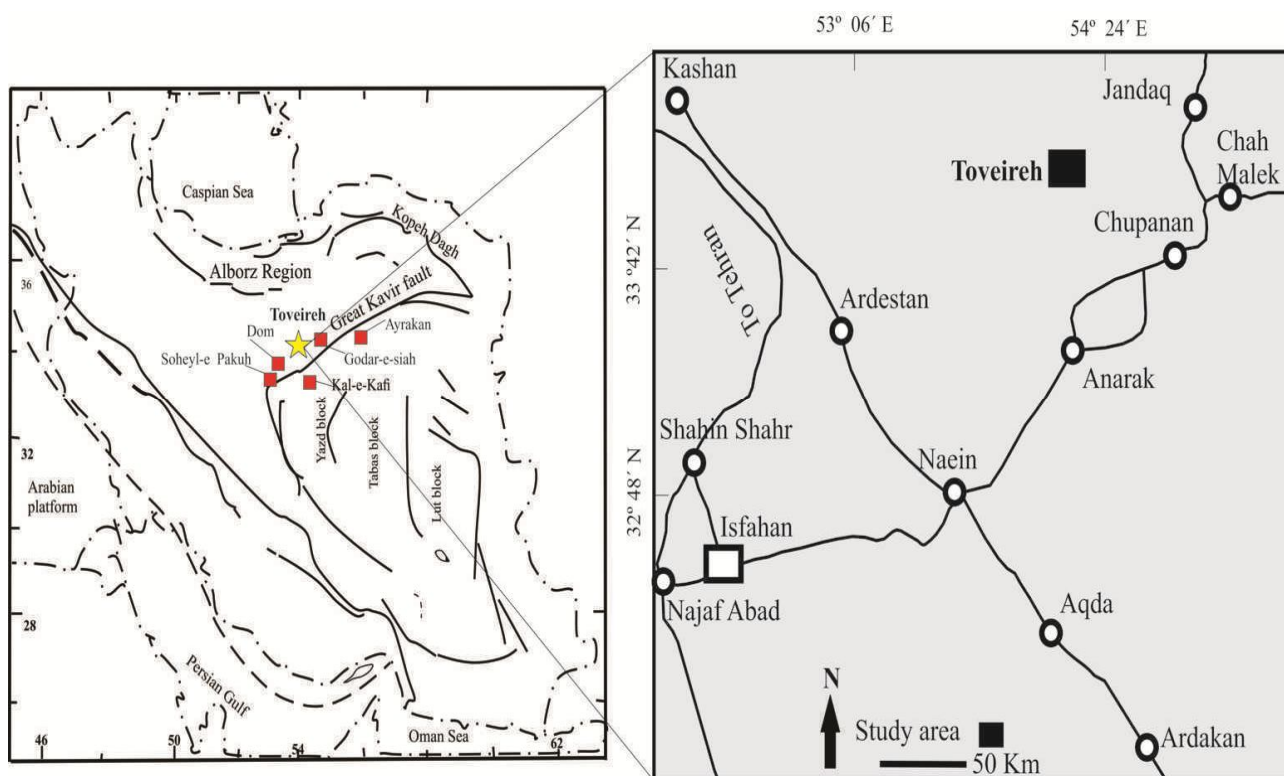 Caspian Sea
Kopeh Dagh
Alborz Region
36
Toveireh
Great Kavir fault
Dom
Ayrakan
Soheyl-e Pakuh
Godar-e-siah
Kal-e-Kafi
Yazd block
Tabas block
Lut block
32
Arabian
platform
28
Persian Gulf
Oman Sea
46
50
54
62
53º 06´ E
54º 24´ E
Kashan
Jandaq
Chah
Malek
Toveireh
Chupanan
33 º42´ N
To Tehran
Ardestan
Anarak
Shahin Shahr
Naein
32º 48´ N
Isfahan
Najaf Abad
Aqda
N
Study area
50 Km
Ardakan